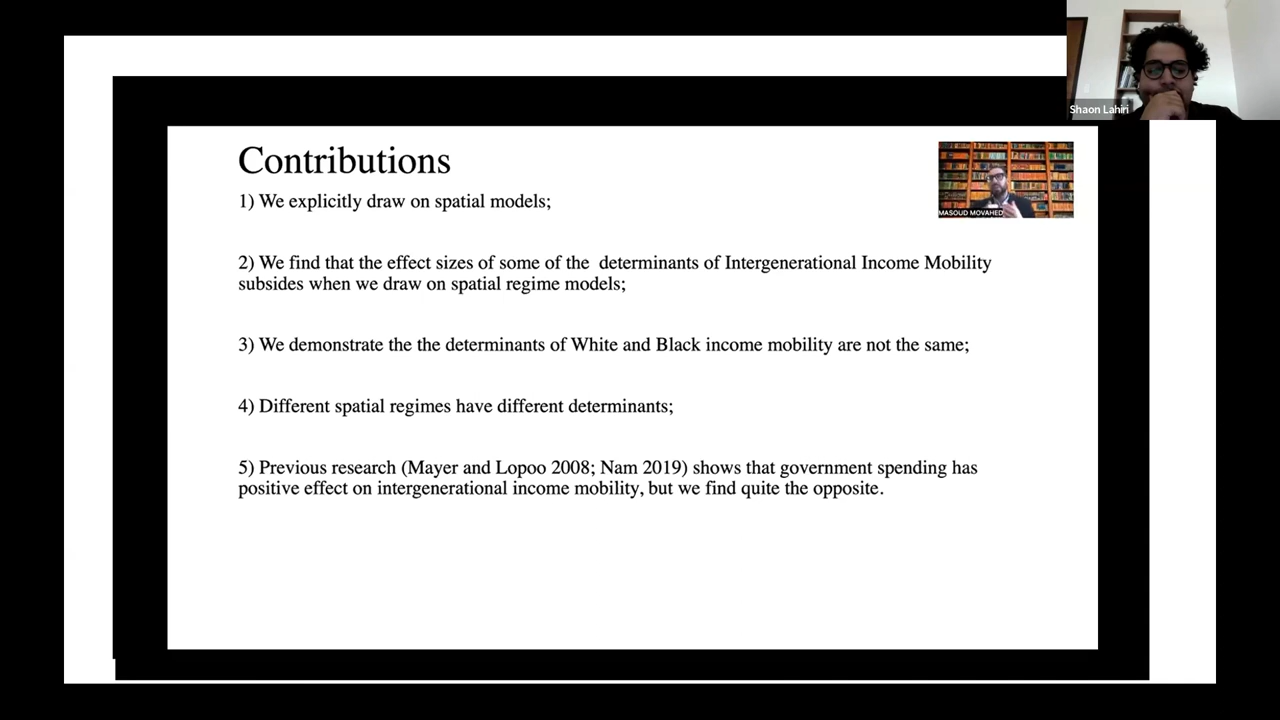 Shaon Lahiri
Contributions
MASOUD MOVAHED
1) We explicitly draw on spatial models;
2) We find that the effect sizes of some of the  determinants of Intergenerational Income Mobility
subsides when we draw on spatial regime models;
3) We demonstrate the the determinants of White and Black income mobility are not the same;
4) Different spatial regimes have different determinants;
5) Previous research (Mayer and Lopoo 2008; Nam 2019) shows that government spending has
positive effect on intergenerational income mobility, but we find quite the opposite.